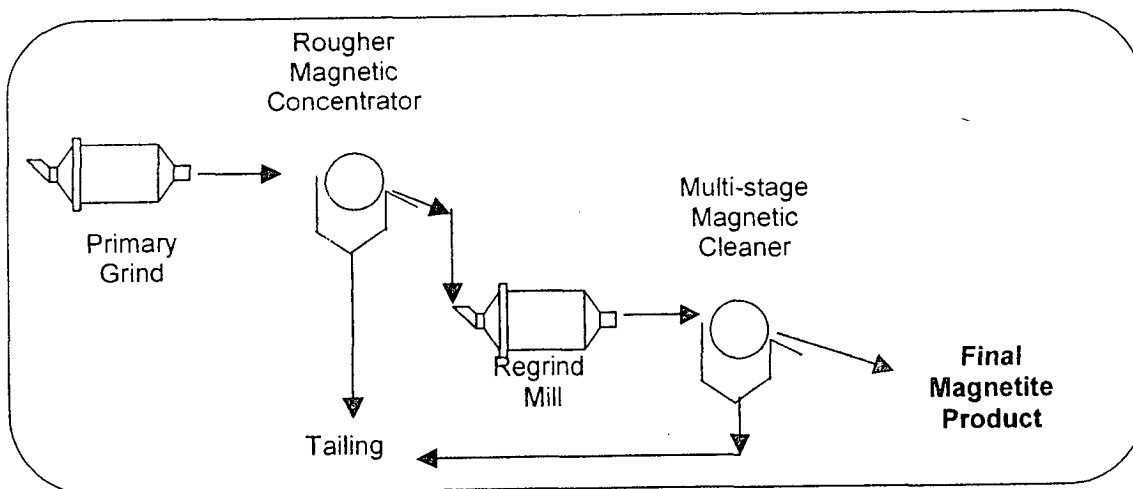 Rougher
Magnetic
Concentrator
Primary
Grind
Multi-stage
Magnetic
Cleaner
Regrind
Mill
Final
Magnetite
Product
Tailing